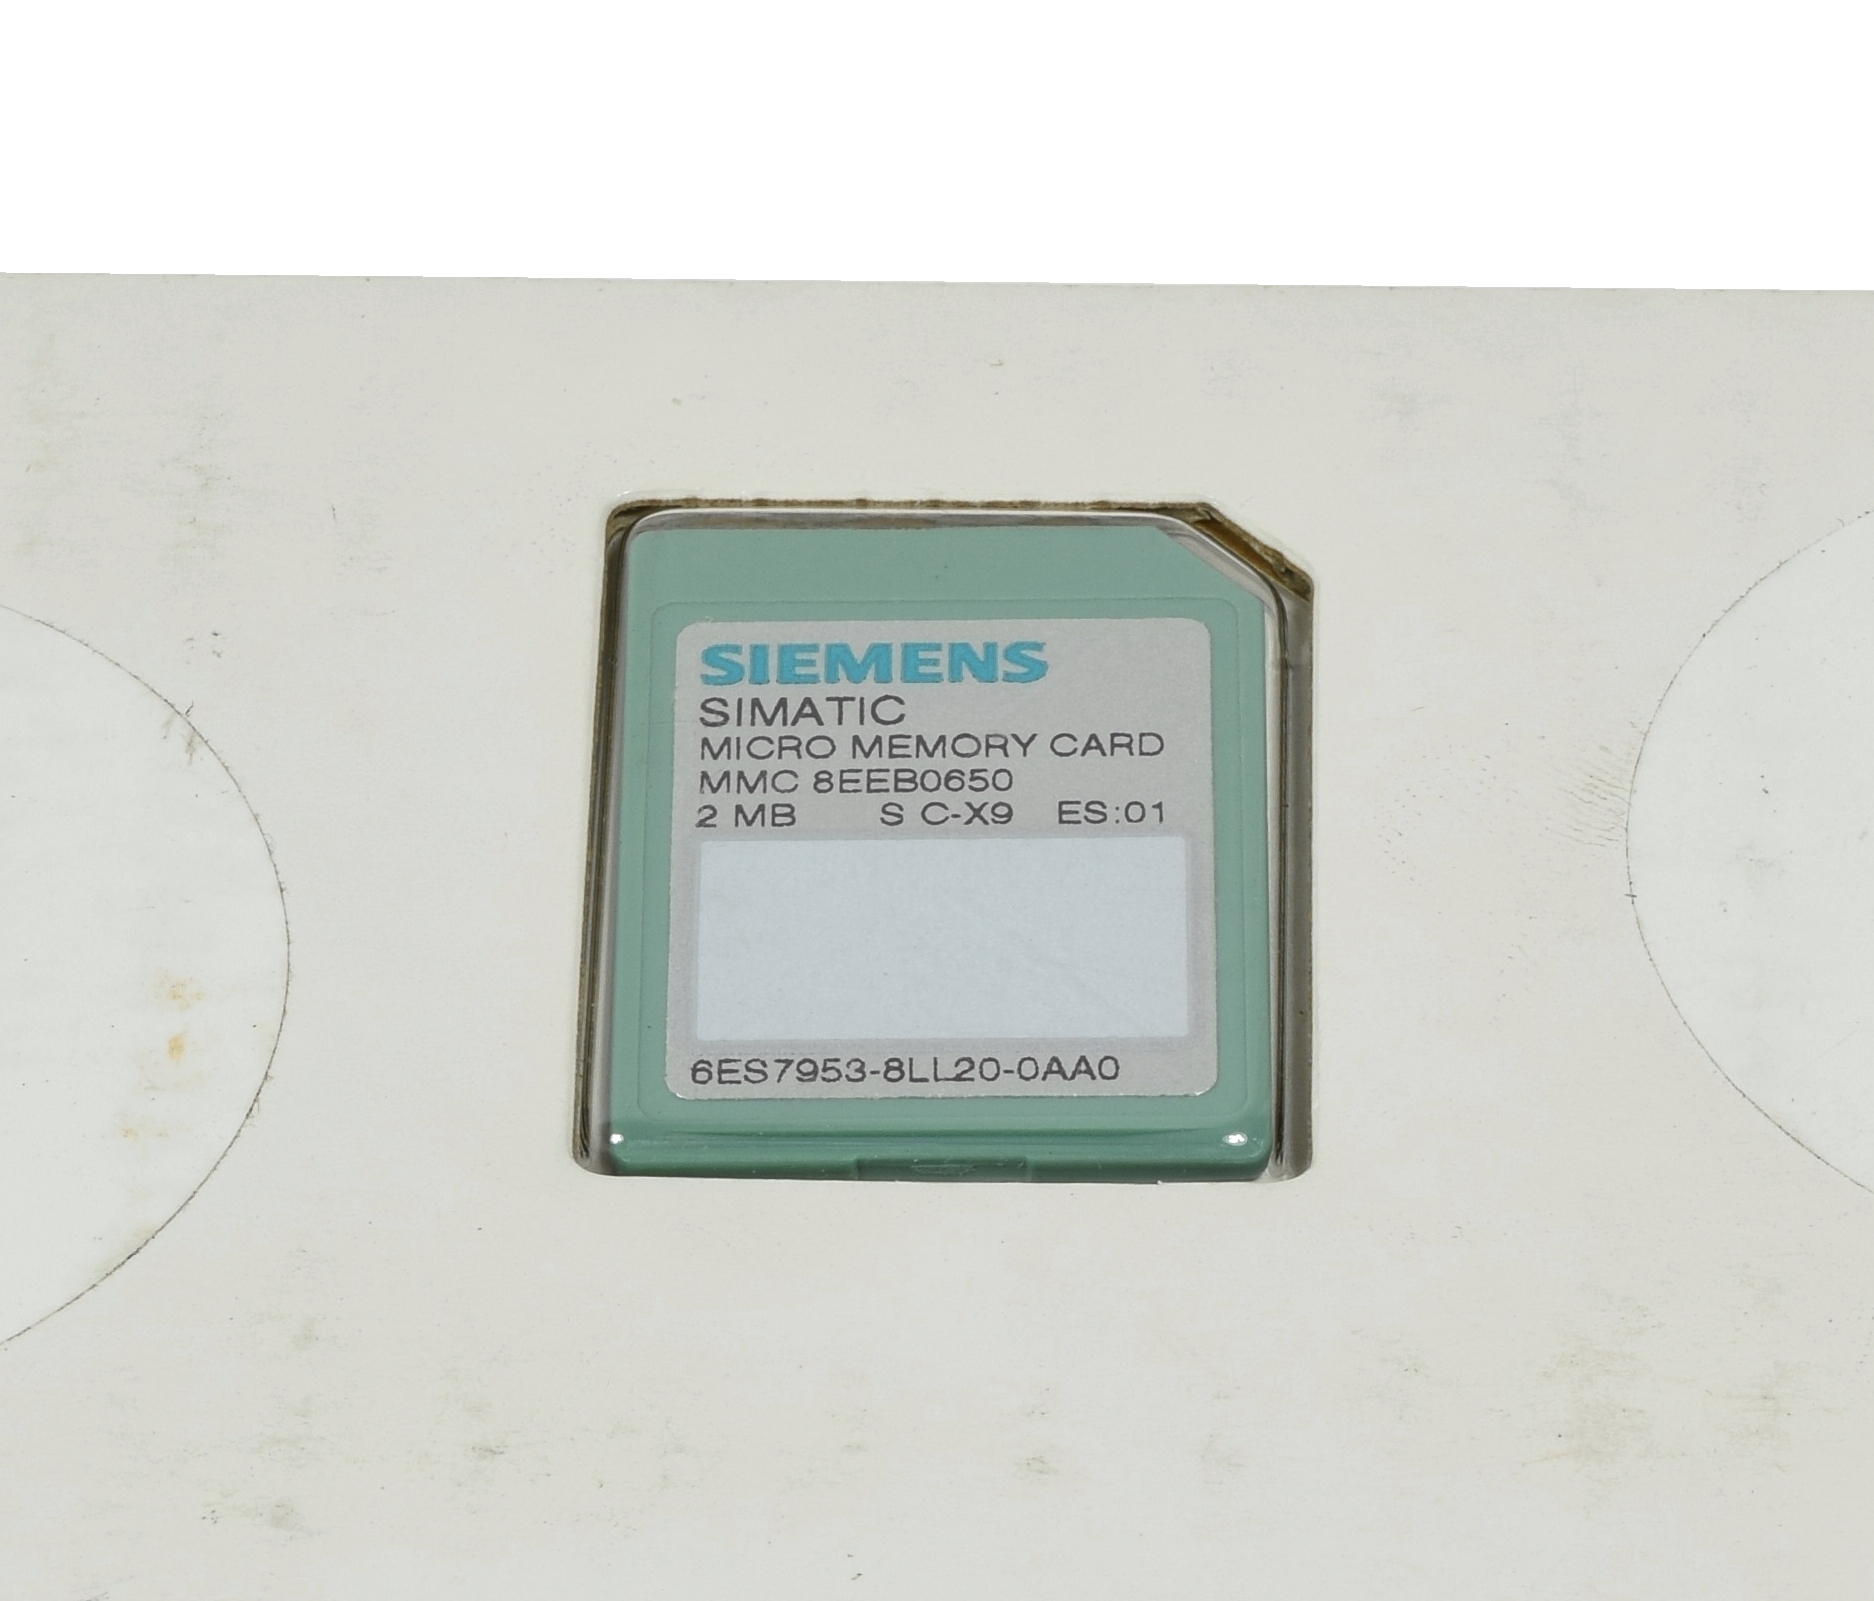 SIEMENS
SIMATIC
MICRO MEMORY CARD
MMC 8EEB0650
2 MB S C-X9 ES:01
6ES7953-8LL20-0AA0